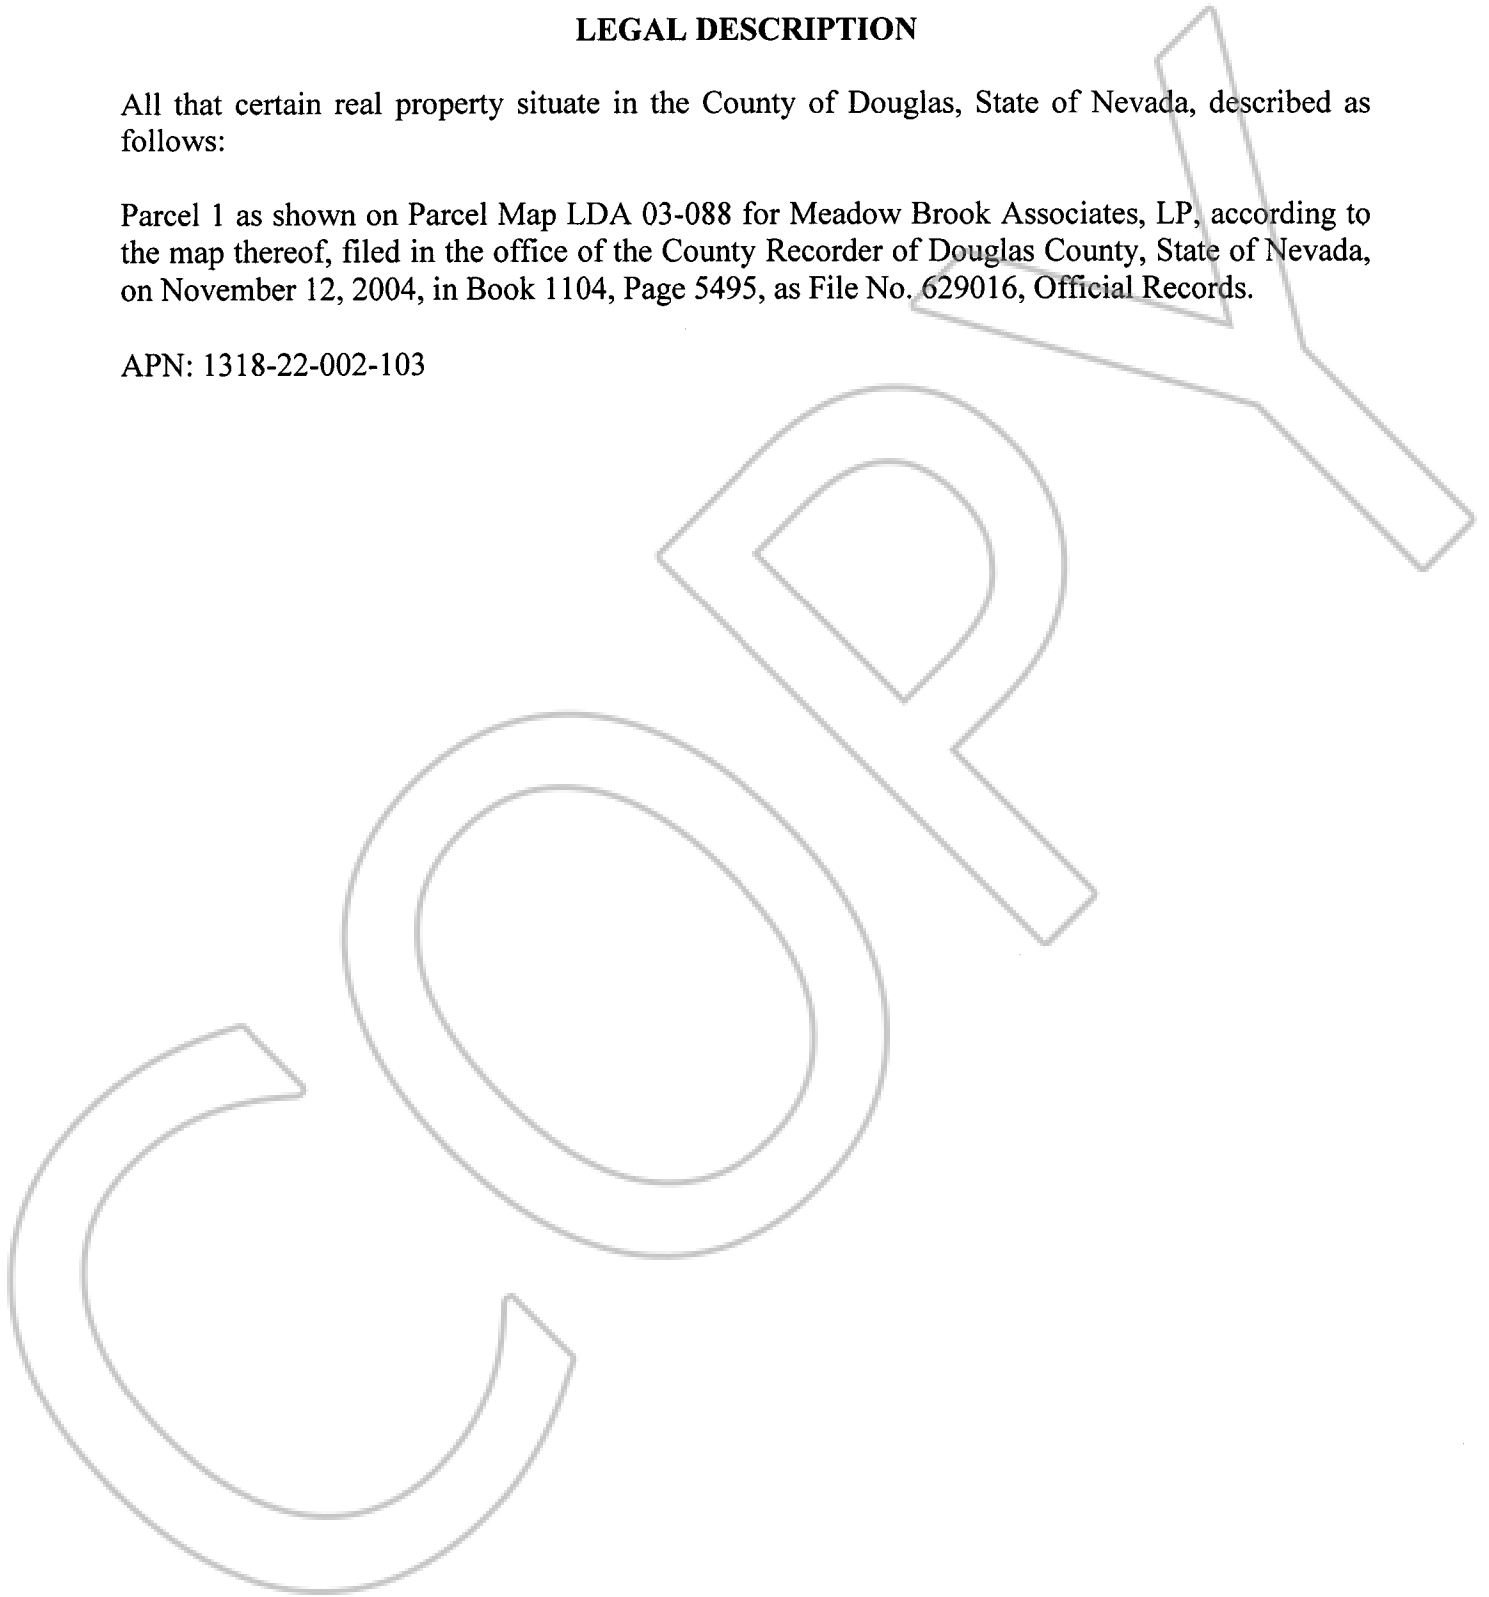 LEGAL DESCRIPTION
All that certain real property situate in the County of Douglas, State of Nevada, described as
follows:
Parcel 1 as shown on Parcel Map LDA 03-088 for Meadow Brook Associates, LP, according to
the map thereof, filed in the office of the County Recorder of Douglas County, State of Nevada,
on November 12, 2004, in Book 1104, Page 5495, as File No. 629016, Official Records.
APN: 1318-22-002-103
COPY